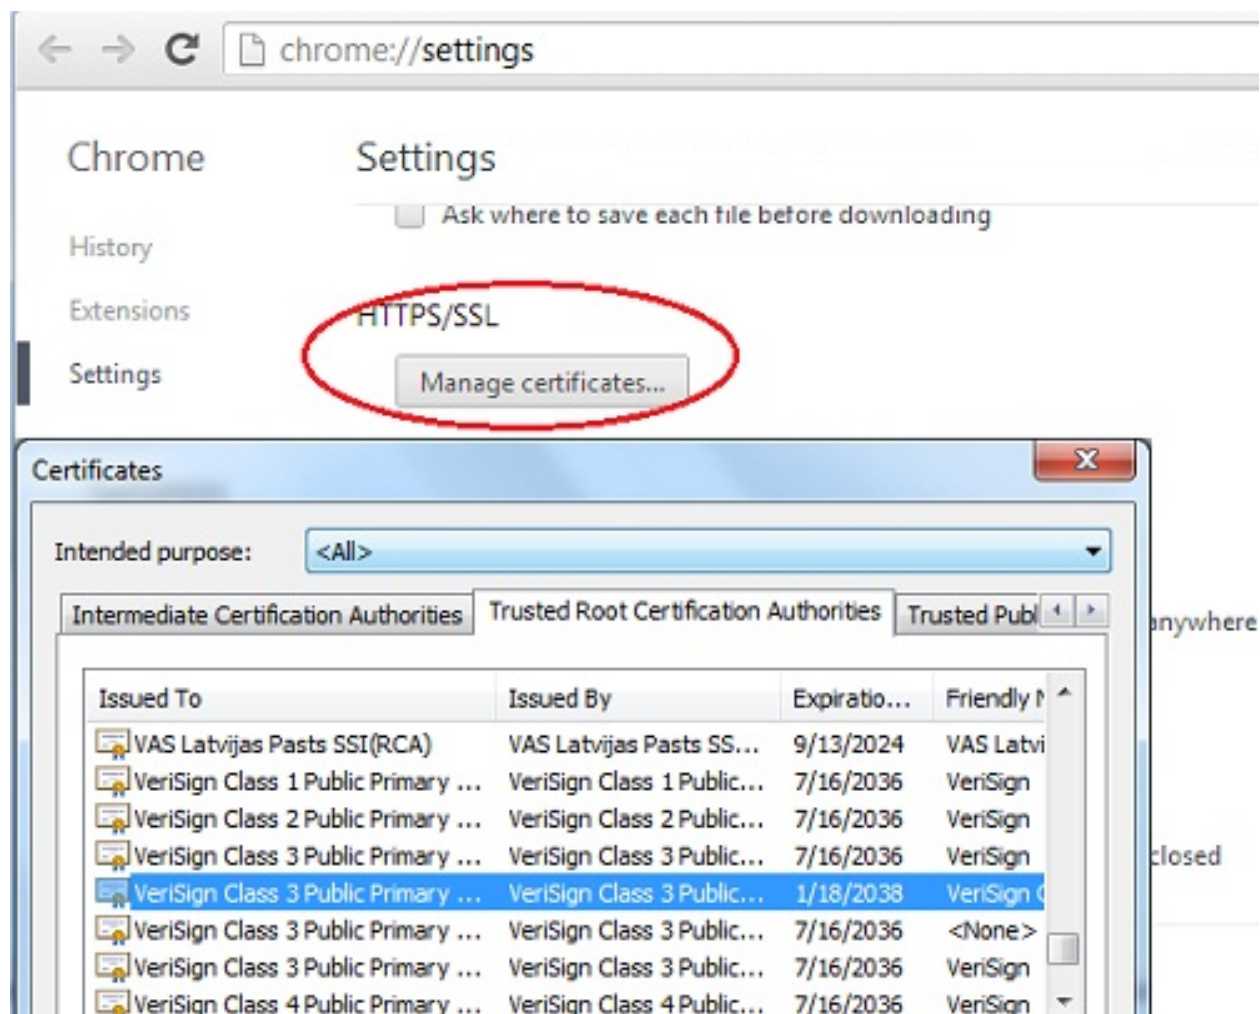 chrome://settings
Chrome
Settings
Ask where to save each file before downloading
History
Extensions
Settings
HTTPS/SSL
Manage certificates...
Certificates
Intended purpose:
<All>
Intermediate Certification Authorities
Trusted Root Certification Authorities
Trusted Publ
anywhere
Issued To Issued By Expiratio... Friendly N
VAS Latvijas Pasts SSI(RCA) VAS Latvijas Pasts SS... 9/13/2024 VAS Latvi
VeriSign Class 1 Public Primary ... VeriSign Class 1 Public... 7/16/2036 VeriSign
VeriSign Class 2 Public Primary ... VeriSign Class 2 Public... 7/16/2036 VeriSign
VeriSign Class 3 Public Primary ... VeriSign Class 3 Public... 7/16/2036 VeriSign
closed
VeriSign Class 3 Public Primary ... VeriSign Class 3 Public... 1/18/2038 VeriSign C
VeriSign Class 3 Public Primary ... VeriSign Class 3 Public... 7/16/2036 <None>
VeriSign Class 3 Public Primary ... VeriSign Class 3 Public... 7/16/2036 VeriSign
VeriSign Class 4 Public Primary ... VeriSign Class 4 Public... 7/16/2036 VeriSign